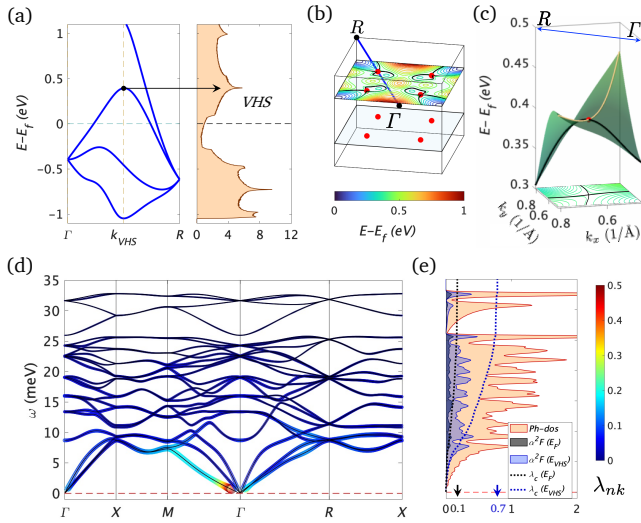 (a)
E−E_f (eV)
1
0.5
0
−0.5
−1
Γ
k_VHS
R
VHS
0
4
8
12
(b)
R
Γ
0
0.5
1
E−E_f (eV)
(c)
R
Γ
E- E_f (eV)
0.5
0.45
0.4
0.35
0.3
0.8
0.6
k_y (1/Å)
0.8
0.6
k_x (1/Å)
(d)
ω (meV)
35
30
25
20
15
10
5
0
Γ
X
M
Γ
R
X
(e)
Ph-dos
α²F (E_F)
α²F (E_VHS)
λ_c (E_F)
λ_c (E_VHS)
0
0.1
0.7
1
2
0.5
0.4
0.3
0.2
0.1
0
λ_nk